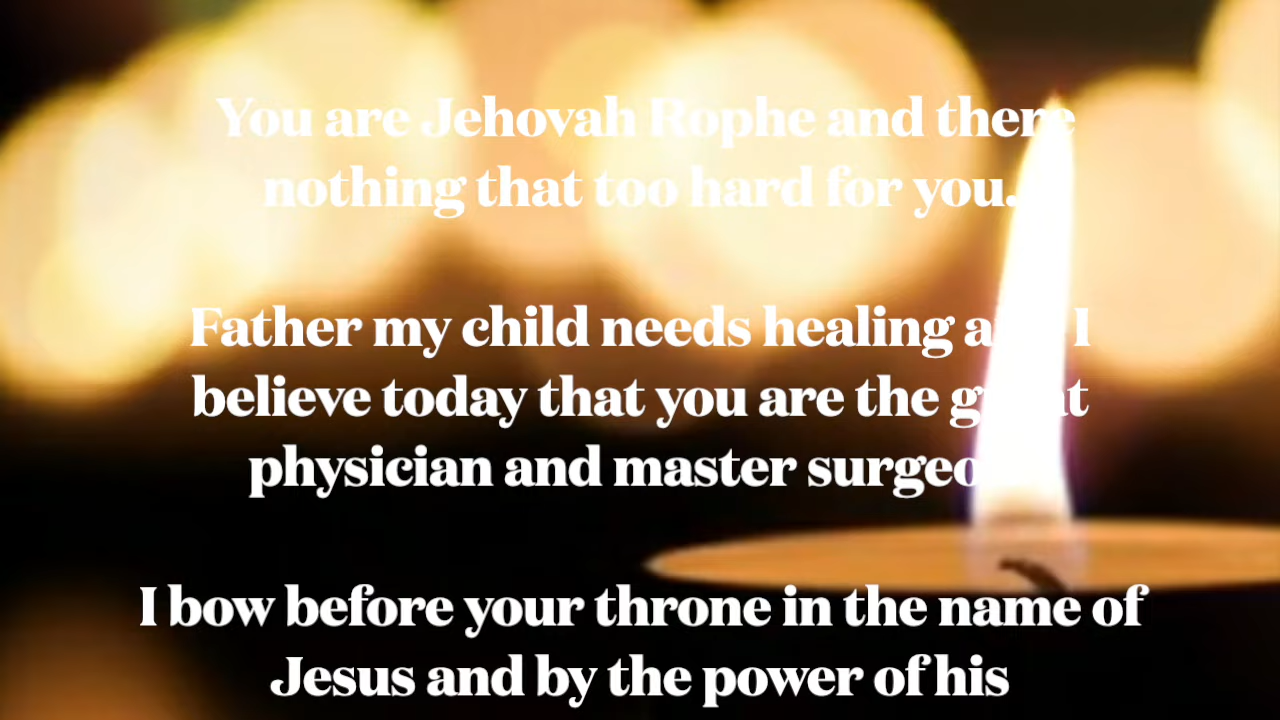 You are Jehovah Rophe and there
nothing that too hard for you.
Father my child needs healing I
believe today that you are the great
physician and master surgeon
I bow before your throne in the name of
Jesus and by the power of his